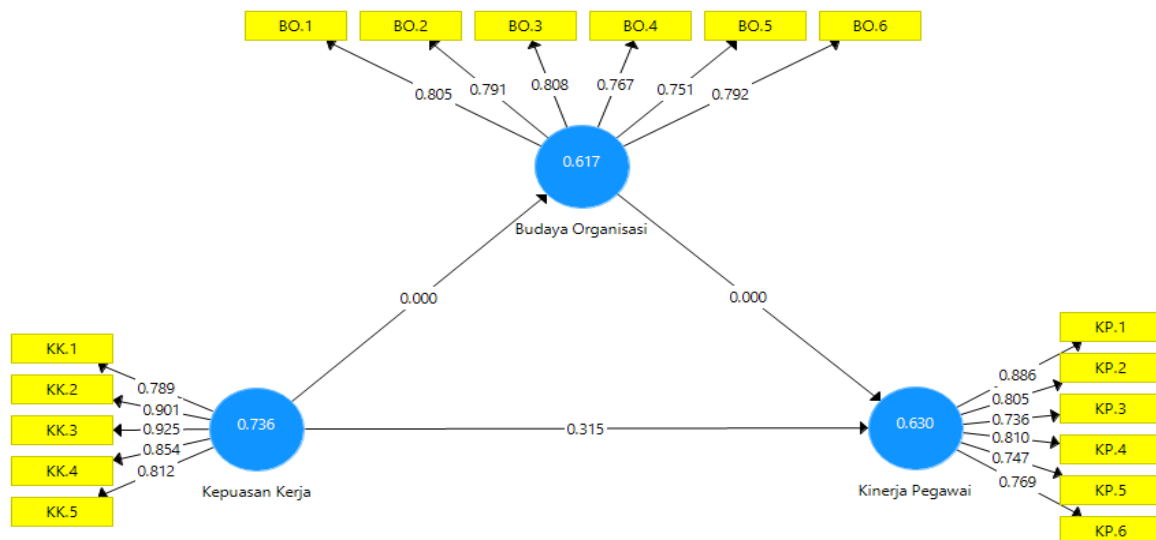 BO.1 BO.2 BO.3 BO.4 BO.5 BO.6
0.805 0.791 0.808 0.767 0.751 0.792
0.617
Budaya Organisasi
0.000 0.000
KK.1
KK.2
KK.3
KK.4
KK.5
0.789
0.901
0.925
0.854
0.812
0.736
Kepuasan Kerja
0.315
0.630
Kinerja Pegawai
0.886
0.805
0.736
0.810
0.747
0.769
KP.1
KP.2
KP.3
KP.4
KP.5
KP.6